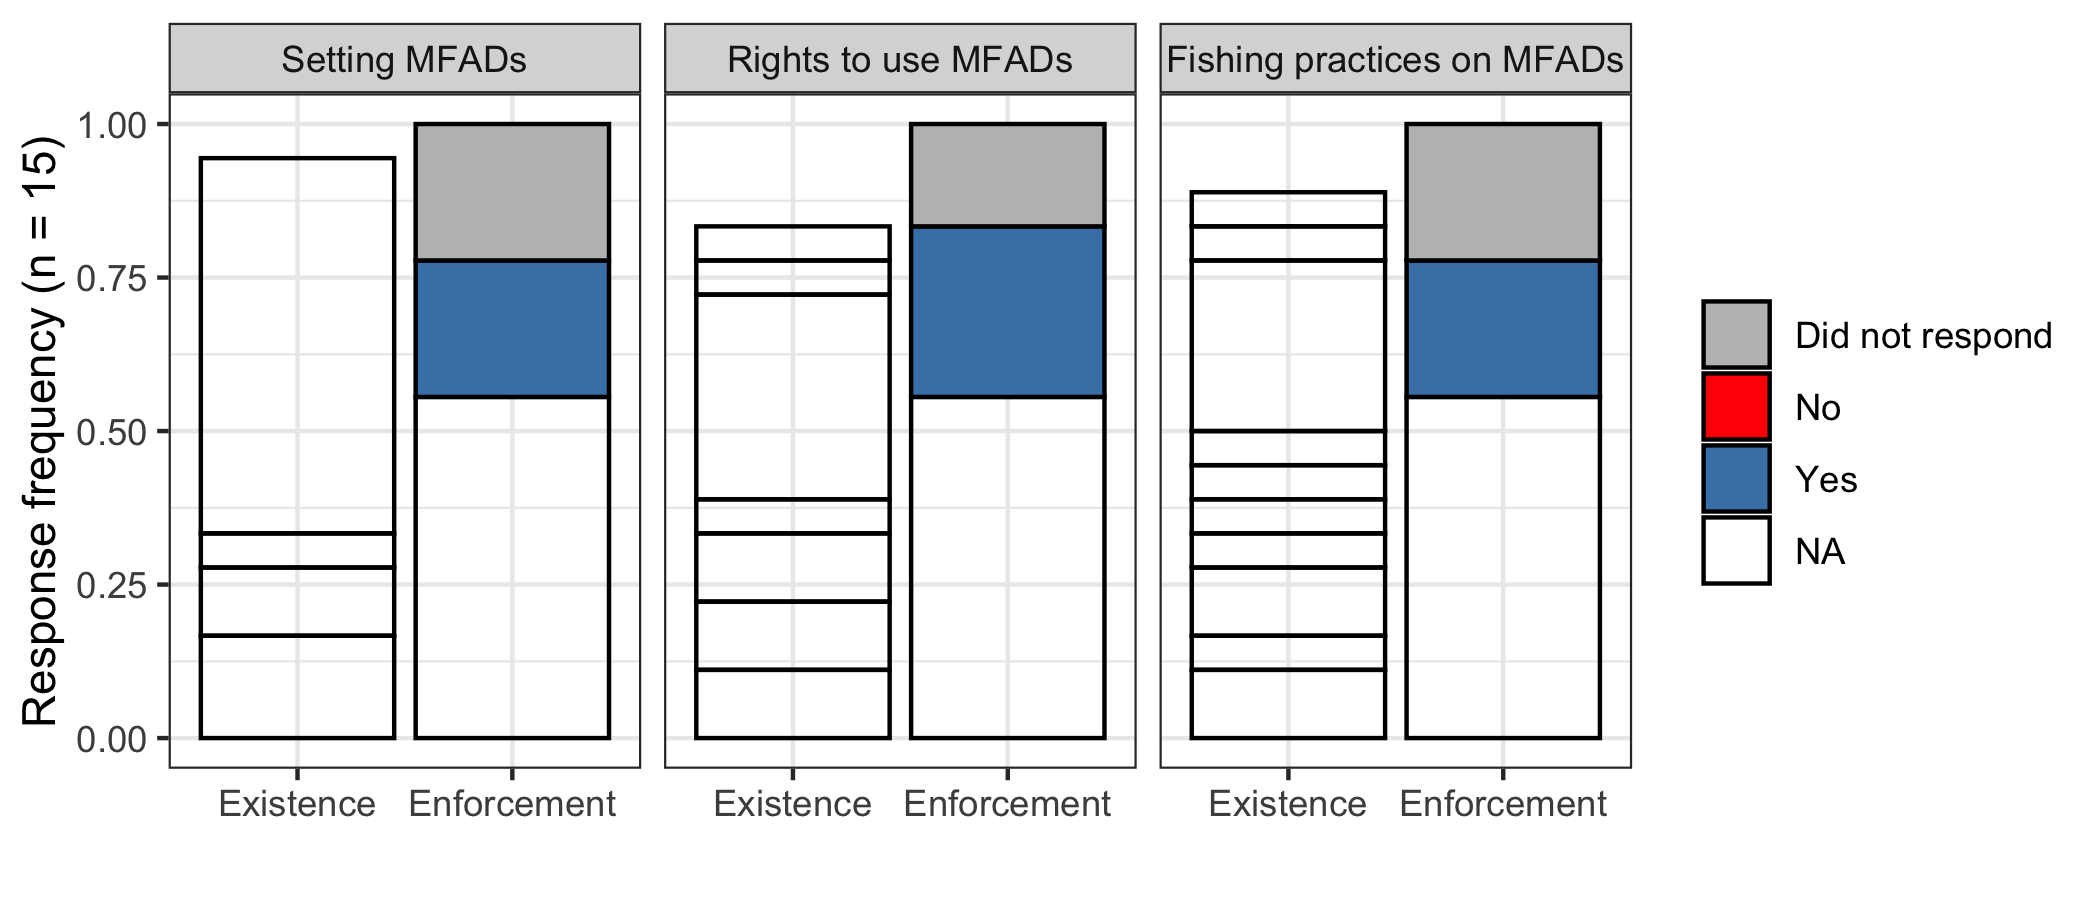 Setting MFADs
Rights to use MFADs
Fishing practices on MFADs
Response frequency (n = 15)
1.00
0.75
0.50
0.25
0.00
Existence Enforcement
Existence Enforcement
Existence Enforcement
Did not respond
No
Yes
NA